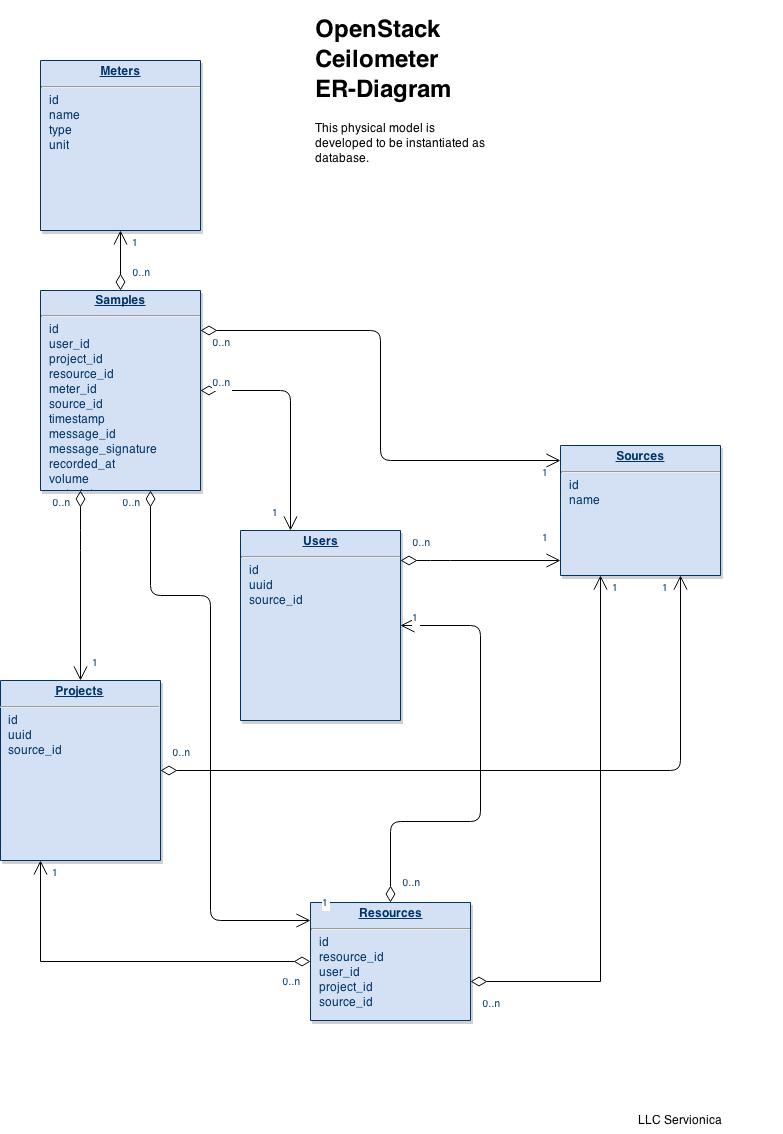 OpenStack
Ceilometer
ER-Diagram
This physical model is
developed to be instantiated as
database.
Meters
id
name
type
unit
1
0..n
Samples
id
user_id
project_id
resource_id
meter_id
source_id
timestamp
message_id
message_signature
recorded_at
volume
0..n
0..n
0..n
0..n
1
Sources
id
name
1
1
1
1
Users
id
uuid
source_id
0..n
1
1
Projects
id
uuid
source_id
0..n
1
0..n
1
Resources
id
resource_id
user_id
project_id
source_id
0..n
0..n
LLC Servionica